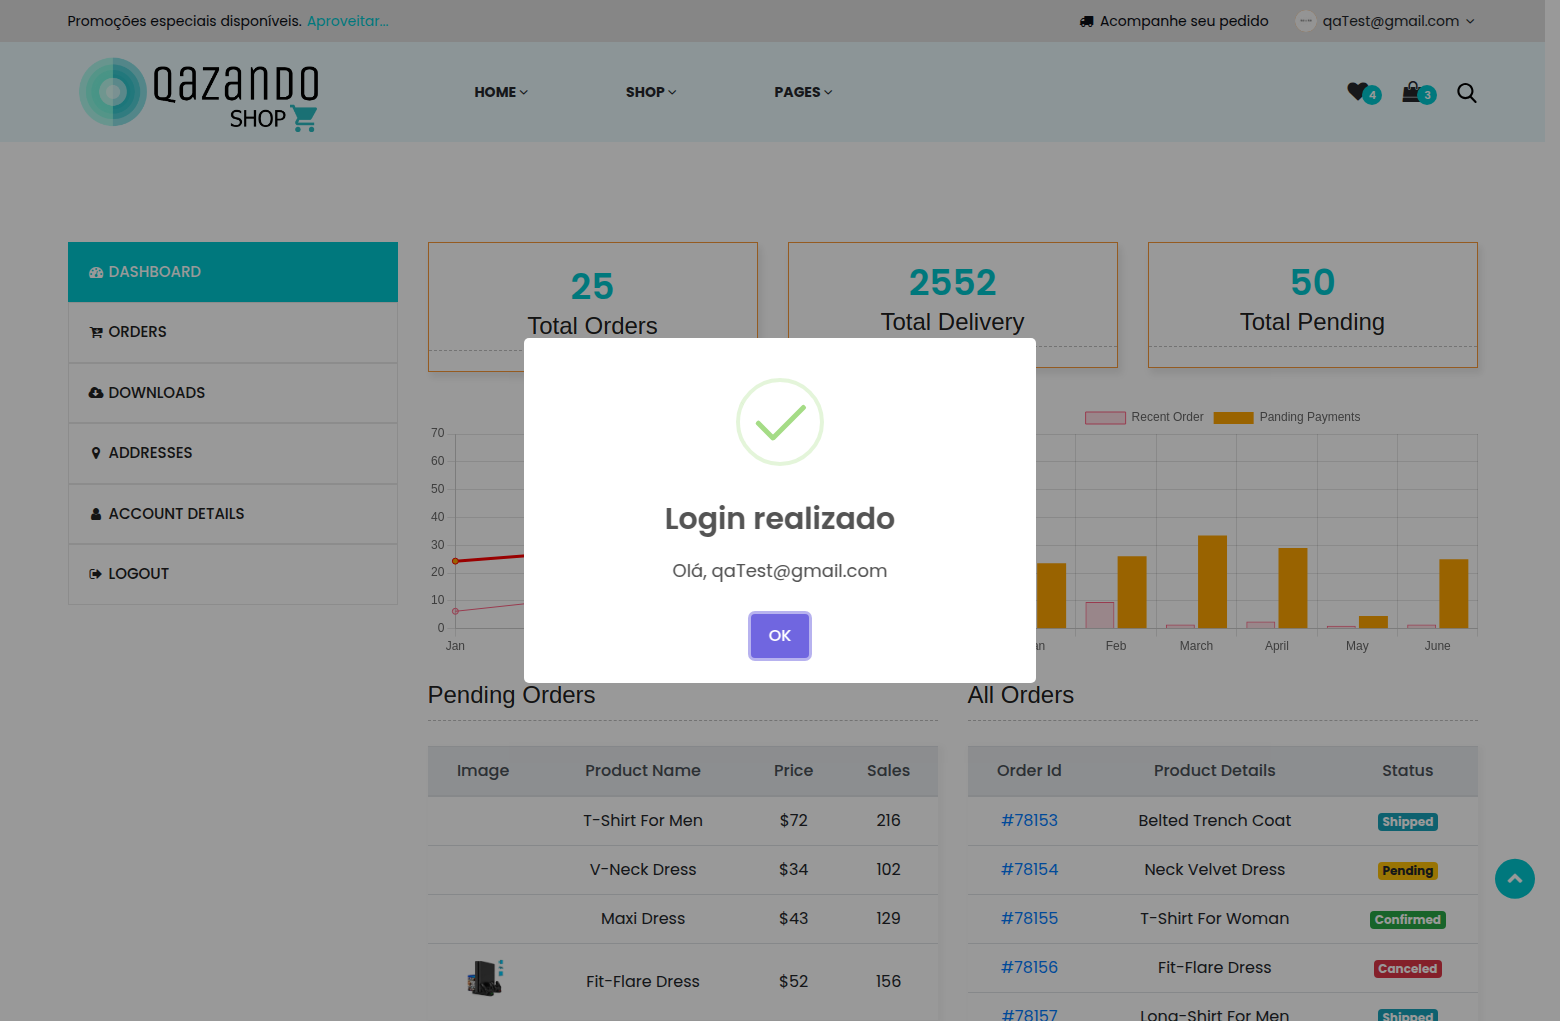 Promoções especiais disponíveis. Aproveitar...
Acompanhe seu pedido
qaTest@gmail.com
QAZANDO
SHOP
HOME
SHOP
PAGES
4
3
DASHBOARD
ORDERS
DOWNLOADS
ADDRESSES
ACCOUNT DETAILS
LOGOUT
25
Total Orders
2552
Total Delivery
50
Total Pending
70
60
50
40
30
20
10
0
Jan
Recent Order
Panding Payments
an
Feb
March
April
May
June
Login realizado
Olá, qaTest@gmail.com
OK
Pending Orders
Image Product Name Price Sales
T-Shirt For Men $72 216
V-Neck Dress $34 102
Maxi Dress $43 129
Fit-Flare Dress $52 156
All Orders
Order Id Product Details Status
#78153 Belted Trench Coat Shipped
#78154 Neck Velvet Dress Pending
#78155 T-Shirt For Woman Confirmed
#78156 Fit-Flare Dress Canceled
#78157 Long-Shirt For Men Shipped